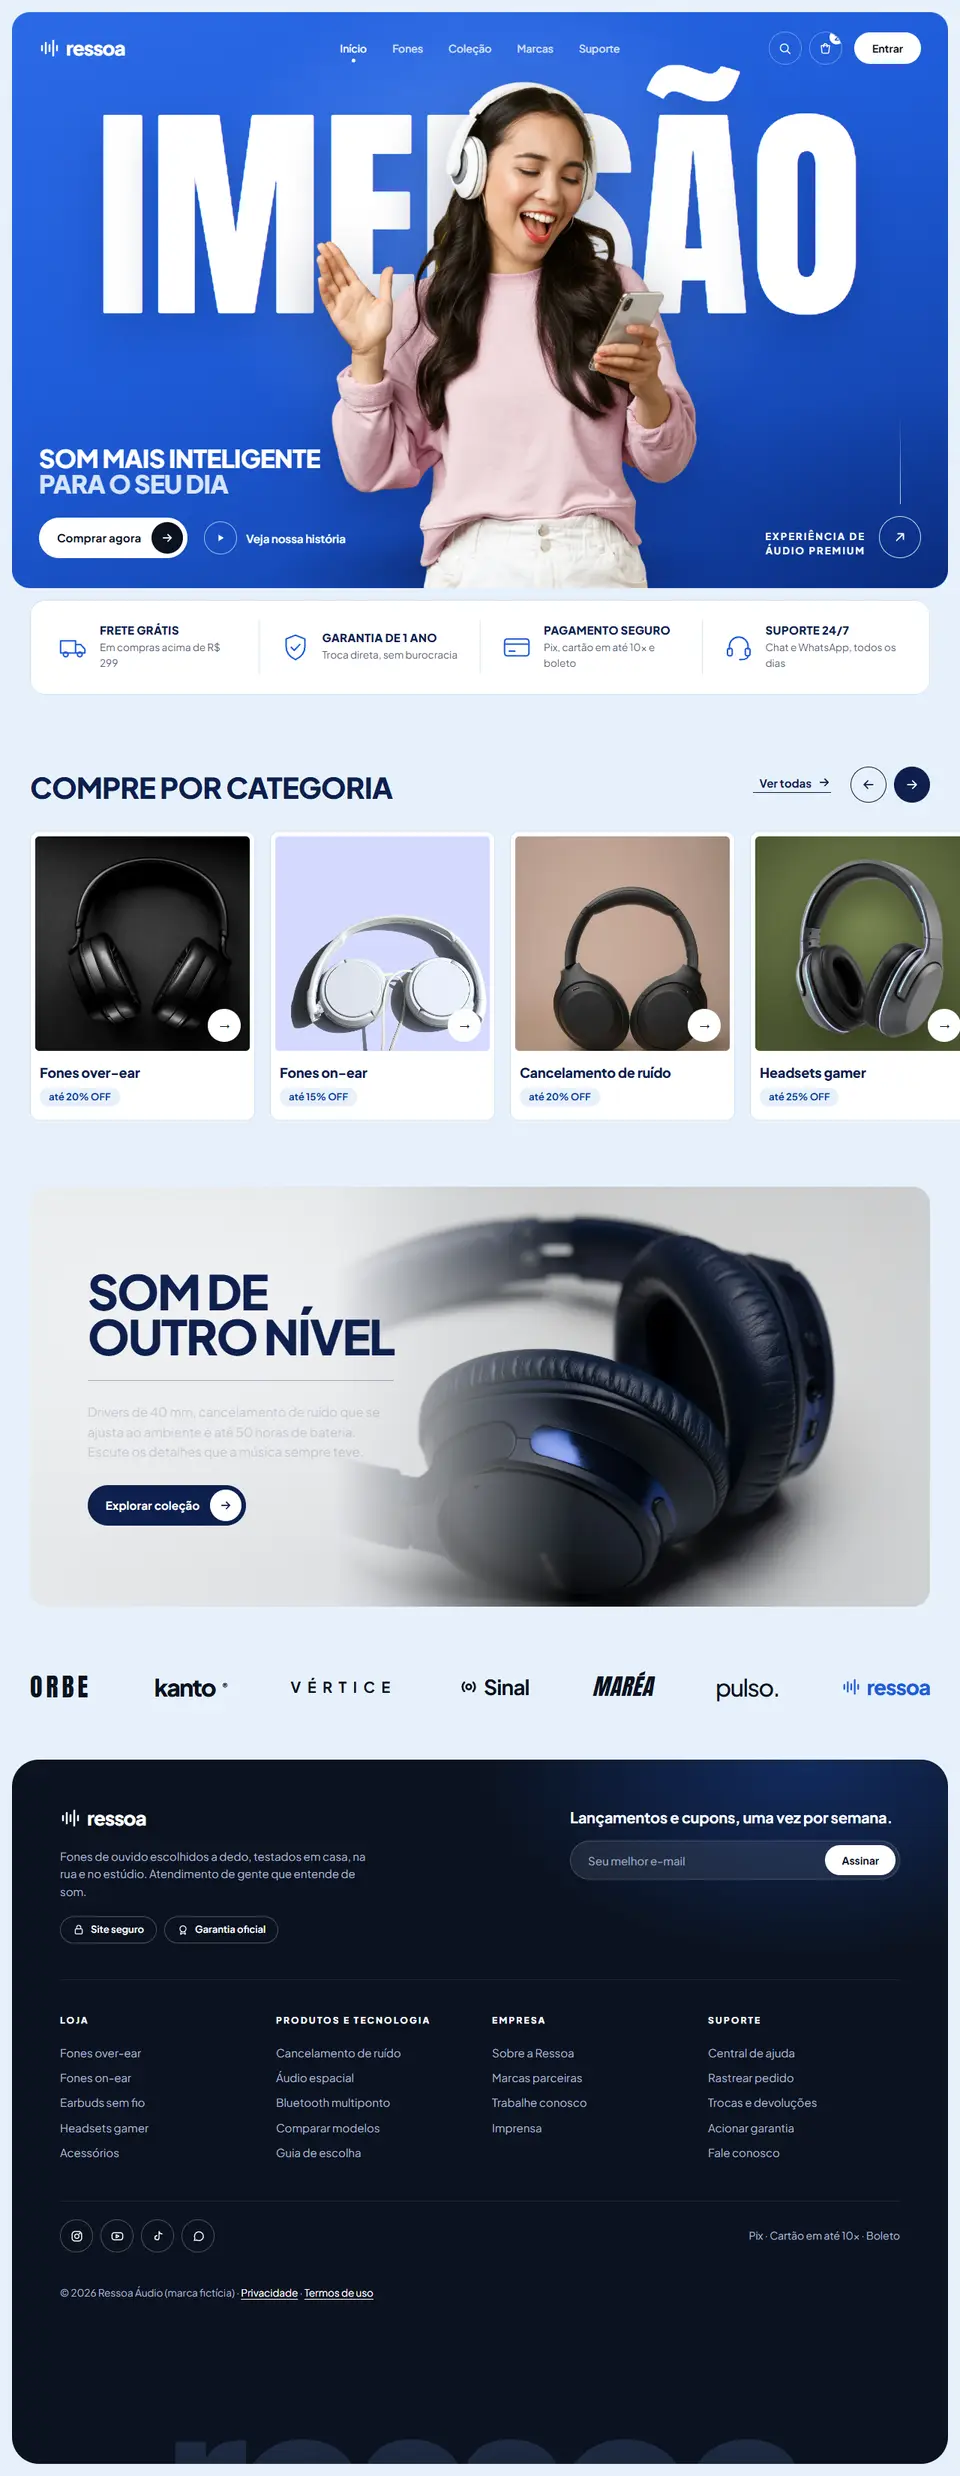 ressoa
Início
Fones
Coleção
Marcas
Suporte
Entrar
IMERSÃO
SOM MAIS INTELIGENTE
PARA O SEU DIA
Comprar agora
Veja nossa história
EXPERIÊNCIA DE
ÁUDIO PREMIUM
FRETE GRÁTIS
Em compras acima de R$
299
GARANTIA DE 1 ANO
Troca direta, sem burocracia
PAGAMENTO SEGURO
Pix, cartão em até 10x e
boleto
SUPORTE 24/7
Chat e WhatsApp, todos os
dias
COMPRE POR CATEGORIA
Ver todas
Fones over-ear
até 20% OFF
Fones on-ear
até 15% OFF
Cancelamento de ruído
até 20% OFF
Headsets gamer
até 25% OFF
SOM DE
OUTRO NÍVEL
Drivers de 40 mm, cancelamento de ruído que se
ajusta ao ambiente e até 50 horas de bateria.
Escute os detalhes que a música sempre teve.
Explorar coleção
ORBE
kanto®
VÉRTICE
Sinal
MARÉA
pulso.
ressoa
ressoa
Fones de ouvido escolhidos a dedo, testados em casa, na
rua e no estúdio. Atendimento de gente que entende de
som.
Site seguro
Garantia oficial
Lançamentos e cupons, uma vez por semana.
Seu melhor e-mail
Assinar
LOJA
Fones over-ear
Fones on-ear
Earbuds sem fio
Headsets gamer
Acessórios
PRODUTOS E TECNOLOGIA
Cancelamento de ruído
Áudio espacial
Bluetooth multiponto
Comparar modelos
Guia de escolha
EMPRESA
Sobre a Ressoa
Marcas parceiras
Trabalhe conosco
Imprensa
SUPORTE
Central de ajuda
Rastrear pedido
Trocas e devoluções
Acionar garantia
Fale conosco
Pix · Cartão em até 10x · Boleto
© 2026 Ressoa Áudio (marca fictícia) · Privacidade · Termos de uso
ressoa